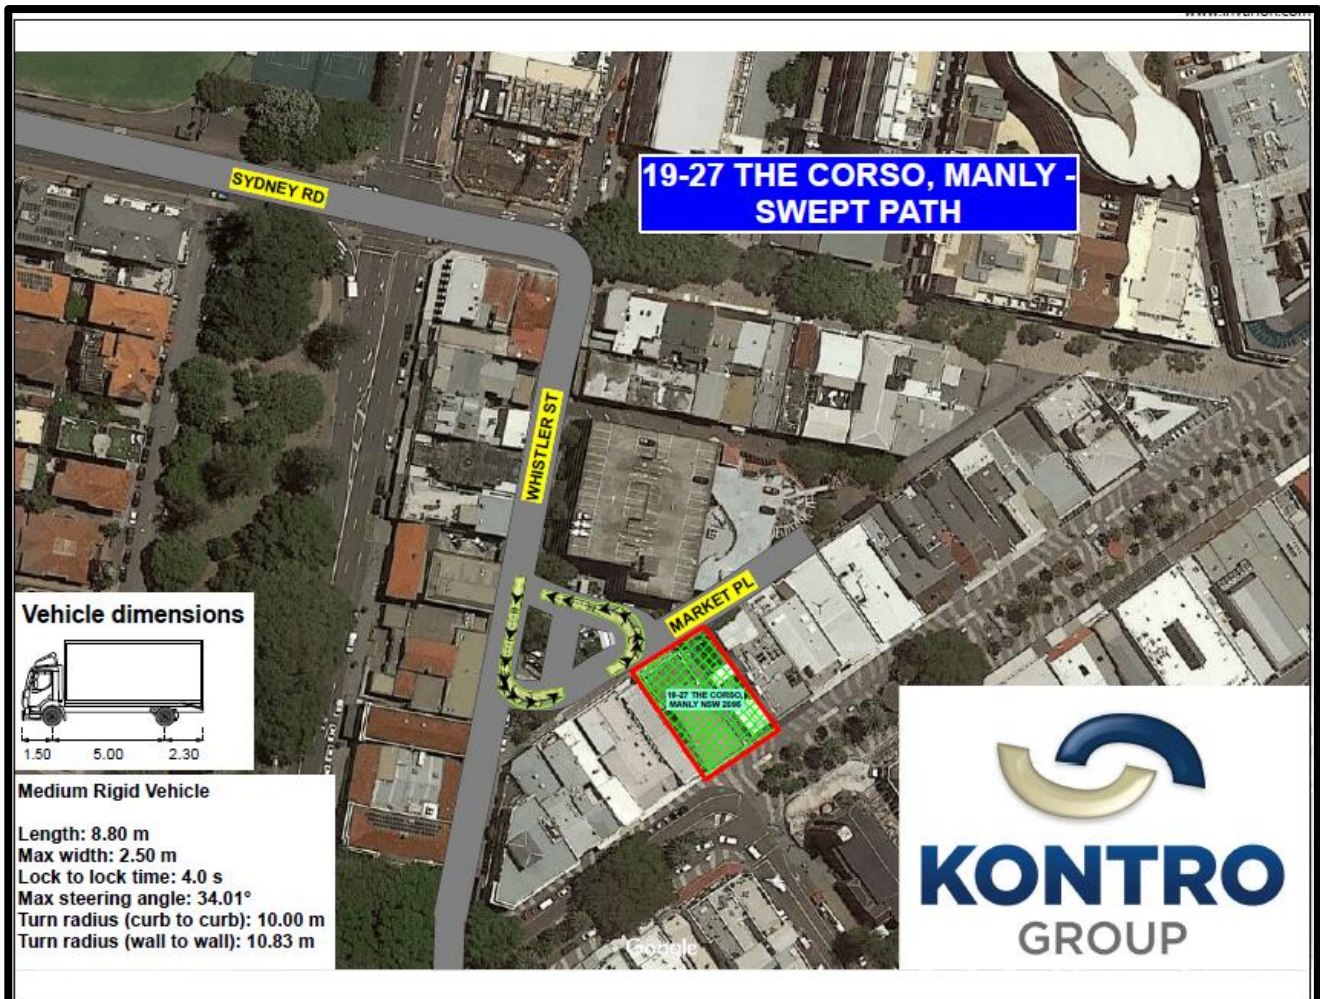 19-27 THE CORSO, MANLY -
SWEPT PATH
SYDNEY RD
WHISTLER ST
MARKET PL
19-27 THE CORSO,
MANLY NSW 2095
Vehicle dimensions
1.50 5.00 2.30
Medium Rigid Vehicle
Length: 8.80 m
Max width: 2.50 m
Lock to lock time: 4.0 s
Max steering angle: 34.01°
Turn radius (curb to curb): 10.00 m
Turn radius (wall to wall): 10.83 m
Google
KONTRO
GROUP